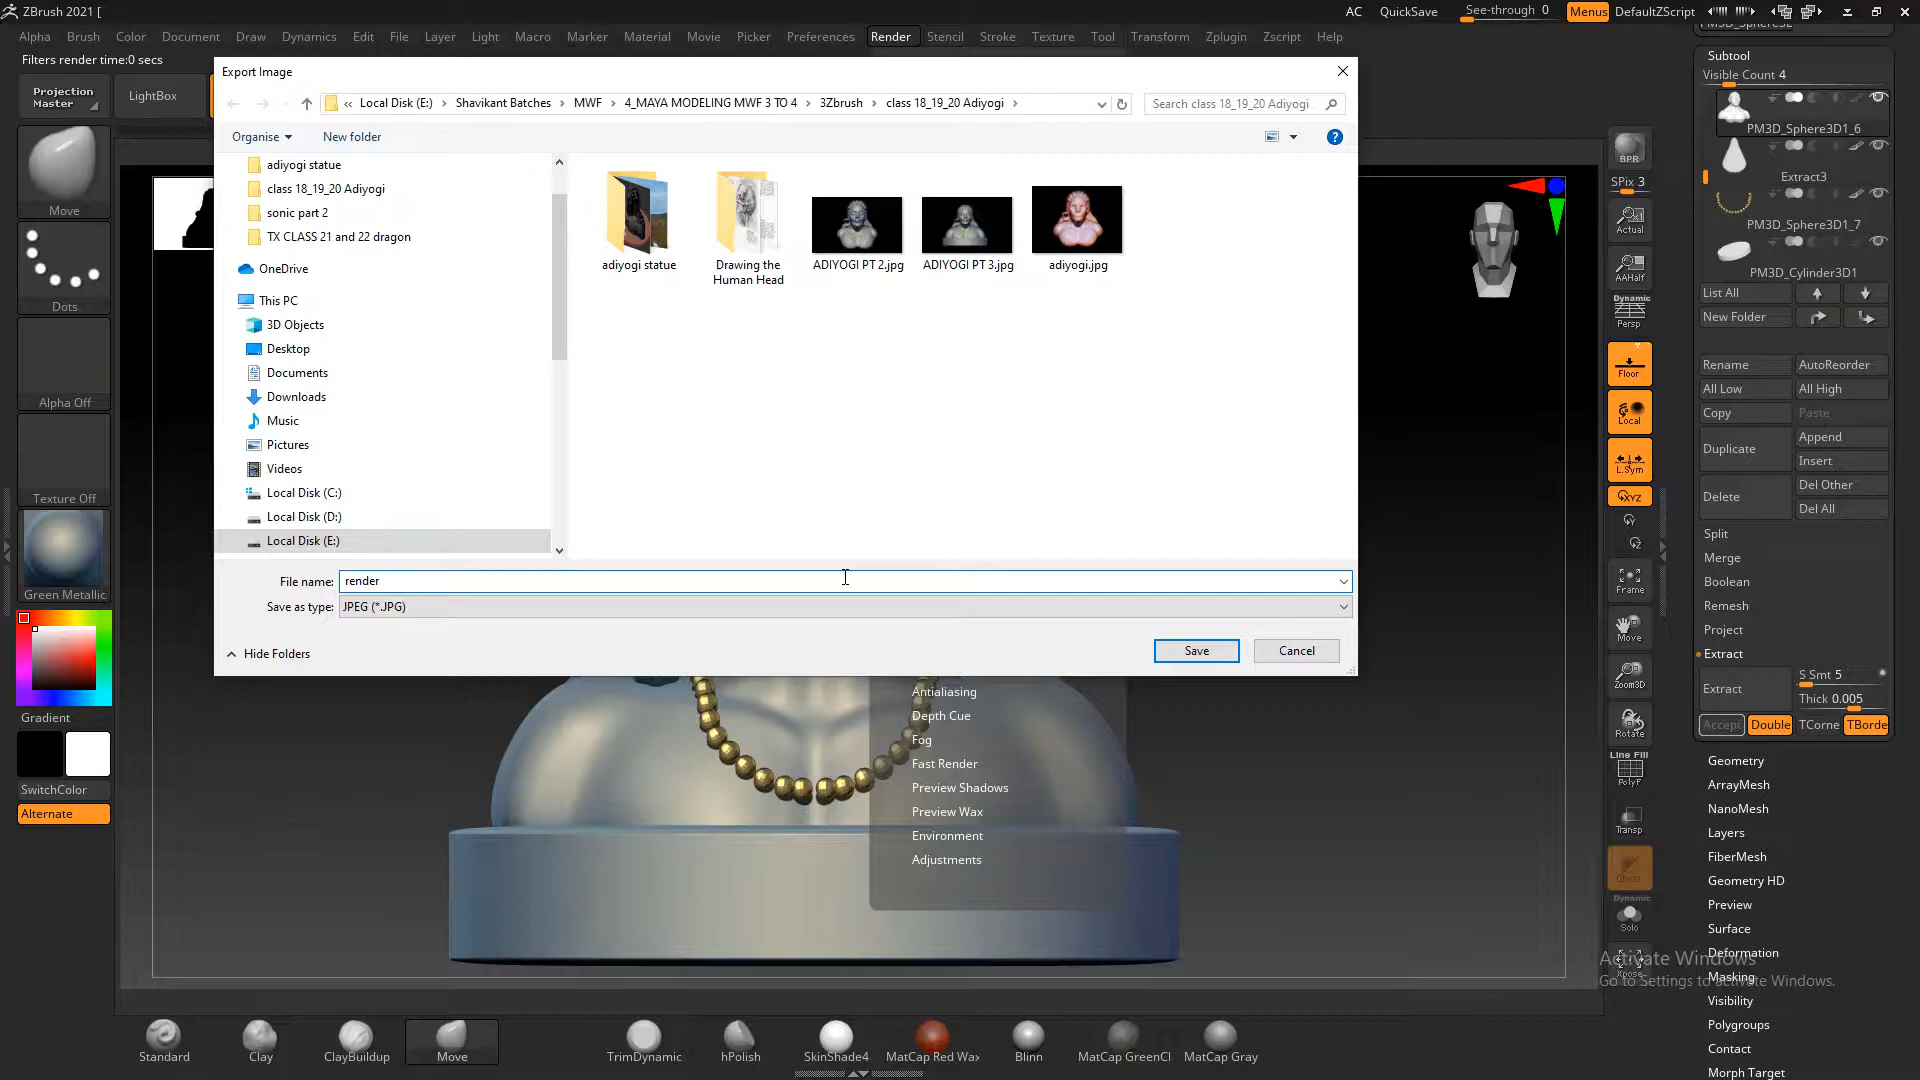 ZBrush 2021 [
AC QuickSave See-through 0 Menus DefaultZScript
Alpha Brush Color Document Draw Dynamics Edit File Layer Light Macro Marker Material Movie Picker Preferences Render Stencil Stroke Texture Tool Transform Zplugin Zscript Help
Filters render time:0 secs
Projection
Master
LightBox
Move
Dots
Alpha Off
Texture Off
Green Metallic
Gradient
SwitchColor
Alternate
Export Image
« Local Disk (E:) Shavikant Batches MWF 4_MAYA MODELING MWF 3 TO 4 3Zbrush class 18_19_20 Adiyogi
Search class 18_19_20 Adiyogi
Organise New folder
adiyogi statue
class 18_19_20 Adiyogi
sonic part 2
TX CLASS 21 and 22 dragon
OneDrive
This PC
3D Objects
Desktop
Documents
Downloads
Music
Pictures
Videos
Local Disk (C:)
Local Disk (D:)
Local Disk (E:)
adiyogi statue
Drawing the
Human Head
ADIYOGI PT 2.jpg
ADIYOGI PT 3.jpg
adiyogi.jpg
File name: render
Save as type: JPEG (*.JPG)
Hide Folders
Save Cancel
Antialiasing
Depth Cue
Fog
Fast Render
Preview Shadows
Preview Wax
Environment
Adjustments
BPR
SPix 3
Actual
AAHalf
Dynamic
Persp
Floor
Local
L.Sym
XYZ
Frame
Move
Zoom3D
Rotate
Line Fill
PolyF
Transp
Ghost
Dynamic
Solo
Xpose
Subtool
Visible Count 4
PM3D_Sphere3D1_6
Extract3
PM3D_Sphere3D1_7
PM3D_Cylinder3D1
List All
New Folder
Rename AutoReorder
All Low All High
Copy Paste
Duplicate Append
Insert
Delete Del Other
Del All
Split
Merge
Boolean
Remesh
Project
Extract
Extract S Smt 5
Thick 0.005
Accept Double TCorne TBorde
Geometry
ArrayMesh
NanoMesh
Layers
FiberMesh
Geometry HD
Preview
Surface
Deformation
Masking
Visibility
Polygroups
Contact
Morph Target
Activate Windows
Go to Settings to activate Windows.
Standard Clay ClayBuildup Move TrimDynamic hPolish SkinShade4 MatCap Red Wax Blinn MatCap GreenCl MatCap Gray